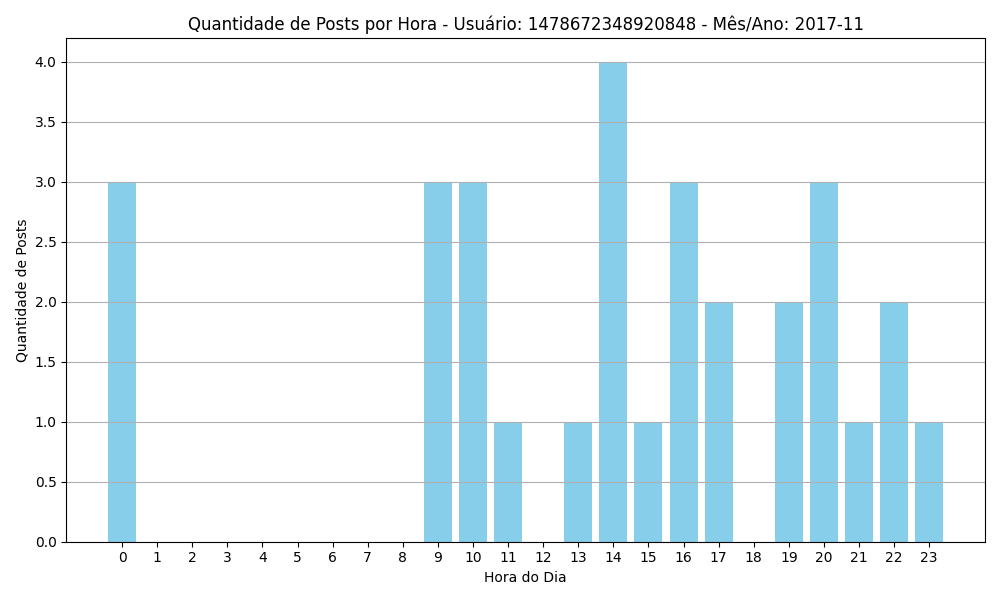 Quantidade de Posts por Hora - Usuário: 1478672348920848 - Mês/Ano: 2017-11
Quantidade de Posts
4.0
3.5
3.0
2.5
2.0
1.5
1.0
0.5
0.0
0 1 2 3 4 5 6 7 8 9 10 11 12 13 14 15 16 17 18 19 20 21 22 23
Hora do Dia